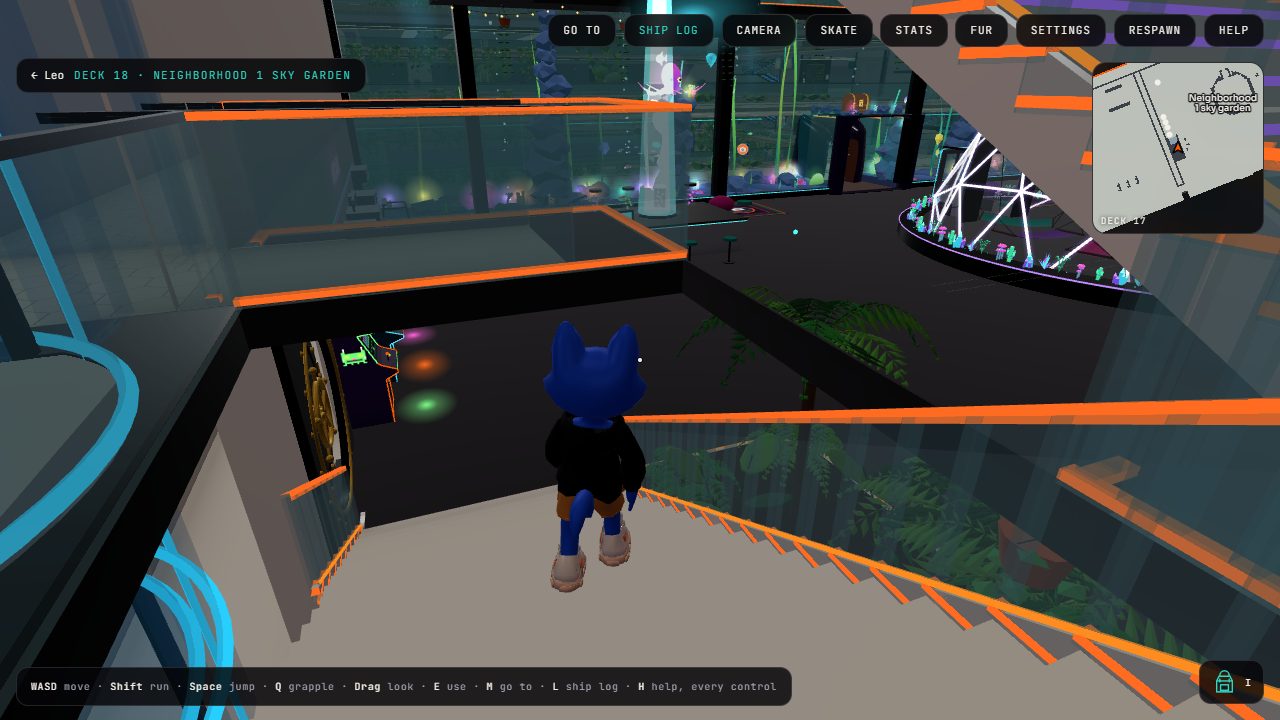 GO TO
SHIP LOG
CAMERA
SKATE
STATS
FUR
SETTINGS
RESPAWN
HELP
← Leo DECK 18 · NEIGHBORHOOD 1 SKY GARDEN
Neighborhood
1 sky garden
DECK 17
WASD move · Shift run · Space jump · Q grapple · Drag look · E use · M go to · L ship log · H help, every control
I